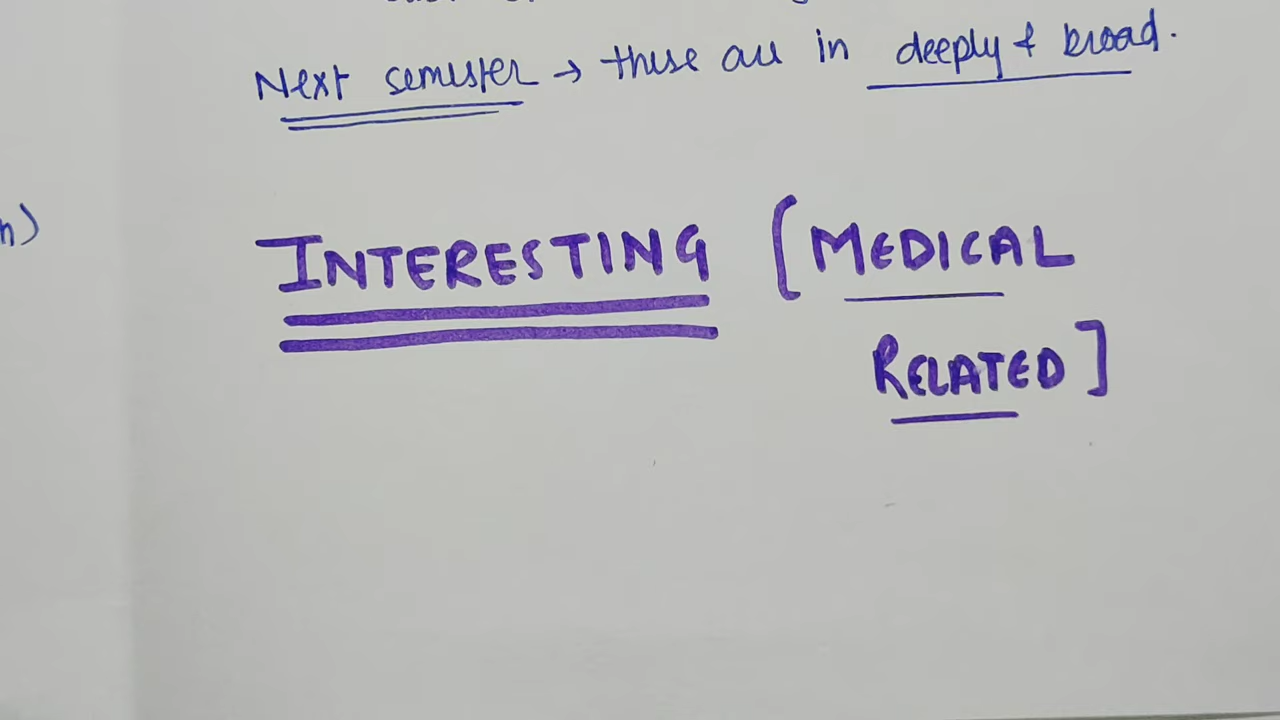 Next semester → these are in deeply & broad.
INTERESTING [MEDICAL
RELATED]